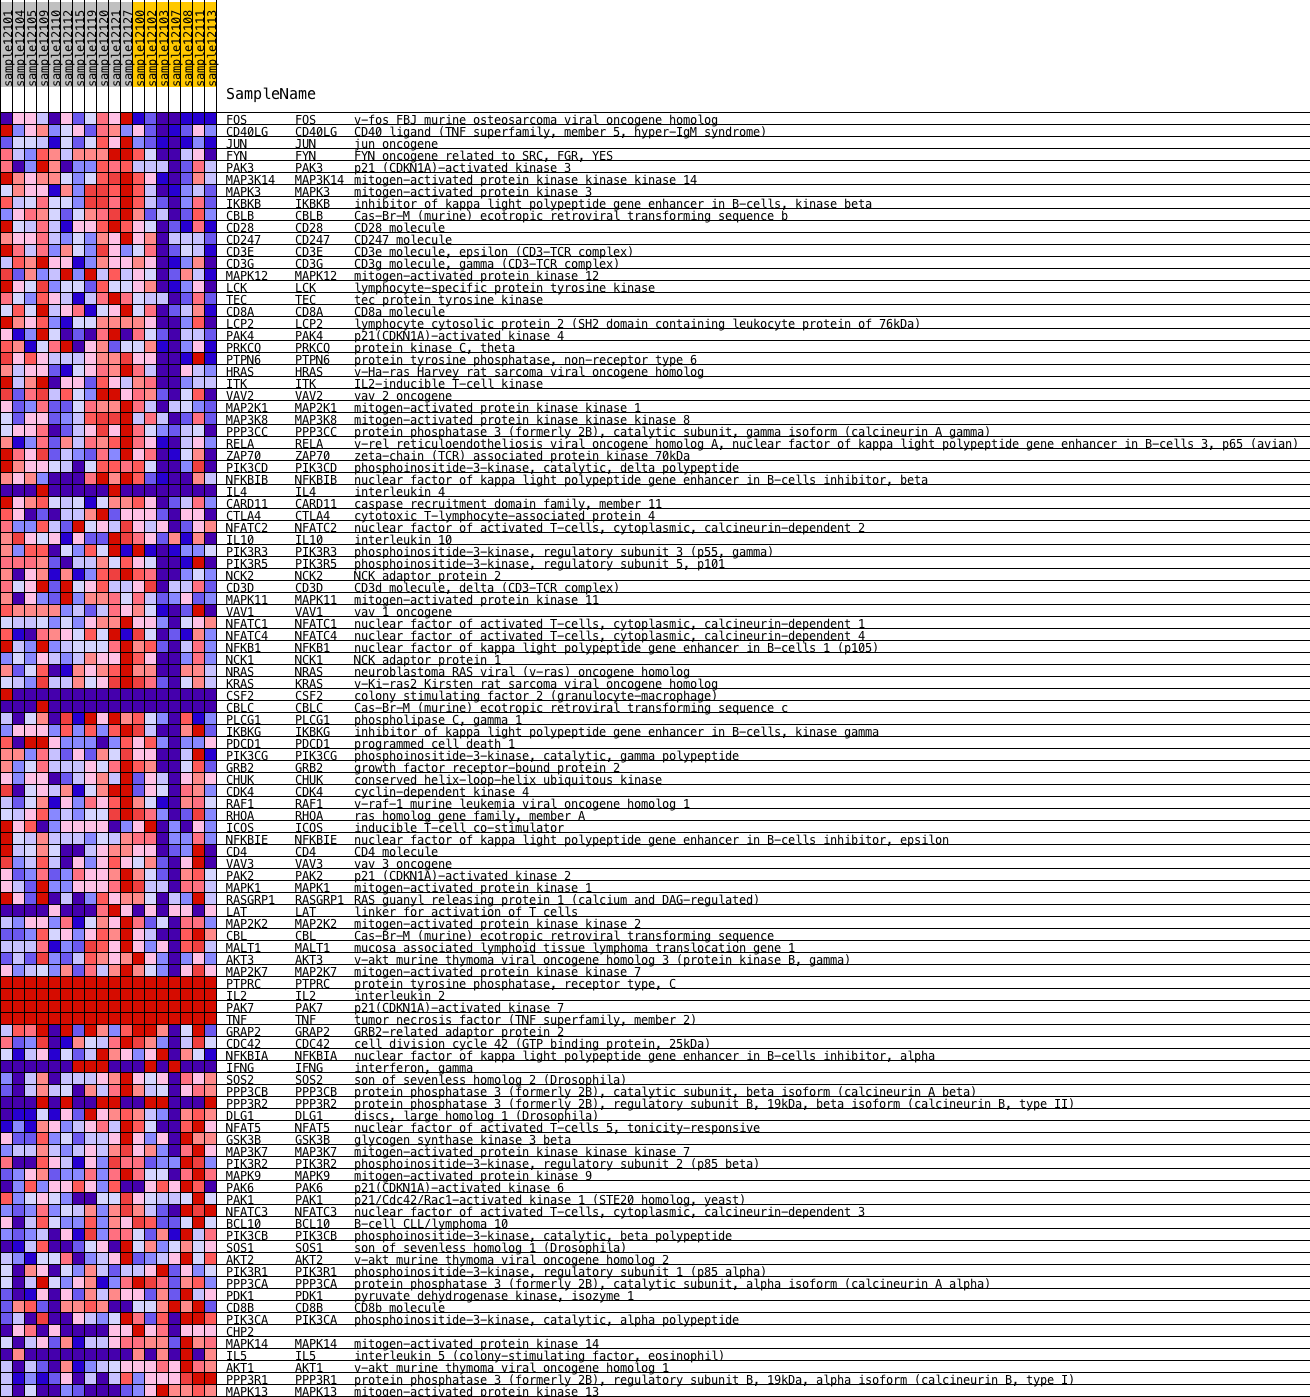 sample12101
sample12104
sample12105
sample12109
sample12110
sample12112
sample12115
sample12119
sample12120
sample12121
sample12127
sample12100
sample12102
sample12103
sample12107
sample12108
sample12111
sample12113
SampleName
FOS FOS v-fos FBJ murine osteosarcoma viral oncogene homolog
CD40LG CD40LG CD40 ligand (TNF superfamily, member 5, hyper-IgM syndrome)
JUN JUN jun oncogene
FYN FYN FYN oncogene related to SRC, FGR, YES
PAK3 PAK3 p21 (CDKN1A)-activated kinase 3
MAP3K14 MAP3K14 mitogen-activated protein kinase kinase kinase 14
MAPK3 MAPK3 mitogen-activated protein kinase 3
IKBKB IKBKB inhibitor of kappa light polypeptide gene enhancer in B-cells, kinase beta
CBLB CBLB Cas-Br-M (murine) ecotropic retroviral transforming sequence b
CD28 CD28 CD28 molecule
CD247 CD247 CD247 molecule
CD3E CD3E CD3e molecule, epsilon (CD3-TCR complex)
CD3G CD3G CD3g molecule, gamma (CD3-TCR complex)
MAPK12 MAPK12 mitogen-activated protein kinase 12
LCK LCK lymphocyte-specific protein tyrosine kinase
TEC TEC tec protein tyrosine kinase
CD8A CD8A CD8a molecule
LCP2 LCP2 lymphocyte cytosolic protein 2 (SH2 domain containing leukocyte protein of 76kDa)
PAK4 PAK4 p21(CDKN1A)-activated kinase 4
PRKCQ PRKCQ protein kinase C, theta
PTPN6 PTPN6 protein tyrosine phosphatase, non-receptor type 6
HRAS HRAS v-Ha-ras Harvey rat sarcoma viral oncogene homolog
ITK ITK IL2-inducible T-cell kinase
VAV2 VAV2 vav 2 oncogene
MAP2K1 MAP2K1 mitogen-activated protein kinase kinase 1
MAP3K8 MAP3K8 mitogen-activated protein kinase kinase kinase 8
PPP3CC PPP3CC protein phosphatase 3 (formerly 2B), catalytic subunit, gamma isoform (calcineurin A gamma)
RELA RELA v-rel reticuloendotheliosis viral oncogene homolog A, nuclear factor of kappa light polypeptide gene enhancer in B-cells 3, p65 (avian)
ZAP70 ZAP70 zeta-chain (TCR) associated protein kinase 70kDa
PIK3CD PIK3CD phosphoinositide-3-kinase, catalytic, delta polypeptide
NFKBIB NFKBIB nuclear factor of kappa light polypeptide gene enhancer in B-cells inhibitor, beta
IL4 IL4 interleukin 4
CARD11 CARD11 caspase recruitment domain family, member 11
CTLA4 CTLA4 cytotoxic T-lymphocyte-associated protein 4
NFATC2 NFATC2 nuclear factor of activated T-cells, cytoplasmic, calcineurin-dependent 2
IL10 IL10 interleukin 10
PIK3R3 PIK3R3 phosphoinositide-3-kinase, regulatory subunit 3 (p55, gamma)
PIK3R5 PIK3R5 phosphoinositide-3-kinase, regulatory subunit 5, p101
NCK2 NCK2 NCK adaptor protein 2
CD3D CD3D CD3d molecule, delta (CD3-TCR complex)
MAPK11 MAPK11 mitogen-activated protein kinase 11
VAV1 VAV1 vav 1 oncogene
NFATC1 NFATC1 nuclear factor of activated T-cells, cytoplasmic, calcineurin-dependent 1
NFATC4 NFATC4 nuclear factor of activated T-cells, cytoplasmic, calcineurin-dependent 4
NFKB1 NFKB1 nuclear factor of kappa light polypeptide gene enhancer in B-cells 1 (p105)
NCK1 NCK1 NCK adaptor protein 1
NRAS NRAS neuroblastoma RAS viral (v-ras) oncogene homolog
KRAS KRAS v-Ki-ras2 Kirsten rat sarcoma viral oncogene homolog
CSF2 CSF2 colony stimulating factor 2 (granulocyte-macrophage)
CBLC CBLC Cas-Br-M (murine) ecotropic retroviral transforming sequence c
PLCG1 PLCG1 phospholipase C, gamma 1
IKBKG IKBKG inhibitor of kappa light polypeptide gene enhancer in B-cells, kinase gamma
PDCD1 PDCD1 programmed cell death 1
PIK3CG PIK3CG phosphoinositide-3-kinase, catalytic, gamma polypeptide
GRB2 GRB2 growth factor receptor-bound protein 2
CHUK CHUK conserved helix-loop-helix ubiquitous kinase
CDK4 CDK4 cyclin-dependent kinase 4
RAF1 RAF1 v-raf-1 murine leukemia viral oncogene homolog 1
RHOA RHOA ras homolog gene family, member A
ICOS ICOS inducible T-cell co-stimulator
NFKBIE NFKBIE nuclear factor of kappa light polypeptide gene enhancer in B-cells inhibitor, epsilon
CD4 CD4 CD4 molecule
VAV3 VAV3 vav 3 oncogene
PAK2 PAK2 p21 (CDKN1A)-activated kinase 2
MAPK1 MAPK1 mitogen-activated protein kinase 1
RASGRP1 RASGRP1 RAS guanyl releasing protein 1 (calcium and DAG-regulated)
LAT LAT linker for activation of T cells
MAP2K2 MAP2K2 mitogen-activated protein kinase kinase 2
CBL CBL Cas-Br-M (murine) ecotropic retroviral transforming sequence
MALT1 MALT1 mucosa associated lymphoid tissue lymphoma translocation gene 1
AKT3 AKT3 v-akt murine thymoma viral oncogene homolog 3 (protein kinase B, gamma)
MAP2K7 MAP2K7 mitogen-activated protein kinase kinase 7
PTPRC PTPRC protein tyrosine phosphatase, receptor type, C
IL2 IL2 interleukin 2
PAK7 PAK7 p21(CDKN1A)-activated kinase 7
TNF TNF tumor necrosis factor (TNF superfamily, member 2)
GRAP2 GRAP2 GRB2-related adaptor protein 2
CDC42 CDC42 cell division cycle 42 (GTP binding protein, 25kDa)
NFKBIA NFKBIA nuclear factor of kappa light polypeptide gene enhancer in B-cells inhibitor, alpha
IFNG IFNG interferon, gamma
SOS2 SOS2 son of sevenless homolog 2 (Drosophila)
PPP3CB PPP3CB protein phosphatase 3 (formerly 2B), catalytic subunit, beta isoform (calcineurin A beta)
PPP3R2 PPP3R2 protein phosphatase 3 (formerly 2B), regulatory subunit B, 19kDa, beta isoform (calcineurin B, type II)
DLG1 DLG1 discs, large homolog 1 (Drosophila)
NFAT5 NFAT5 nuclear factor of activated T-cells 5, tonicity-responsive
GSK3B GSK3B glycogen synthase kinase 3 beta
MAP3K7 MAP3K7 mitogen-activated protein kinase kinase kinase 7
PIK3R2 PIK3R2 phosphoinositide-3-kinase, regulatory subunit 2 (p85 beta)
MAPK9 MAPK9 mitogen-activated protein kinase 9
PAK6 PAK6 p21(CDKN1A)-activated kinase 6
PAK1 PAK1 p21/Cdc42/Rac1-activated kinase 1 (STE20 homolog, yeast)
NFATC3 NFATC3 nuclear factor of activated T-cells, cytoplasmic, calcineurin-dependent 3
BCL10 BCL10 B-cell CLL/lymphoma 10
PIK3CB PIK3CB phosphoinositide-3-kinase, catalytic, beta polypeptide
SOS1 SOS1 son of sevenless homolog 1 (Drosophila)
AKT2 AKT2 v-akt murine thymoma viral oncogene homolog 2
PIK3R1 PIK3R1 phosphoinositide-3-kinase, regulatory subunit 1 (p85 alpha)
PPP3CA PPP3CA protein phosphatase 3 (formerly 2B), catalytic subunit, alpha isoform (calcineurin A alpha)
PDK1 PDK1 pyruvate dehydrogenase kinase, isozyme 1
CD8B CD8B CD8b molecule
PIK3CA PIK3CA phosphoinositide-3-kinase, catalytic, alpha polypeptide
CHP2
MAPK14 MAPK14 mitogen-activated protein kinase 14
IL5 IL5 interleukin 5 (colony-stimulating factor, eosinophil)
AKT1 AKT1 v-akt murine thymoma viral oncogene homolog 1
PPP3R1 PPP3R1 protein phosphatase 3 (formerly 2B), regulatory subunit B, 19kDa, alpha isoform (calcineurin B, type I)
MAPK13 MAPK13 mitogen-activated protein kinase 13